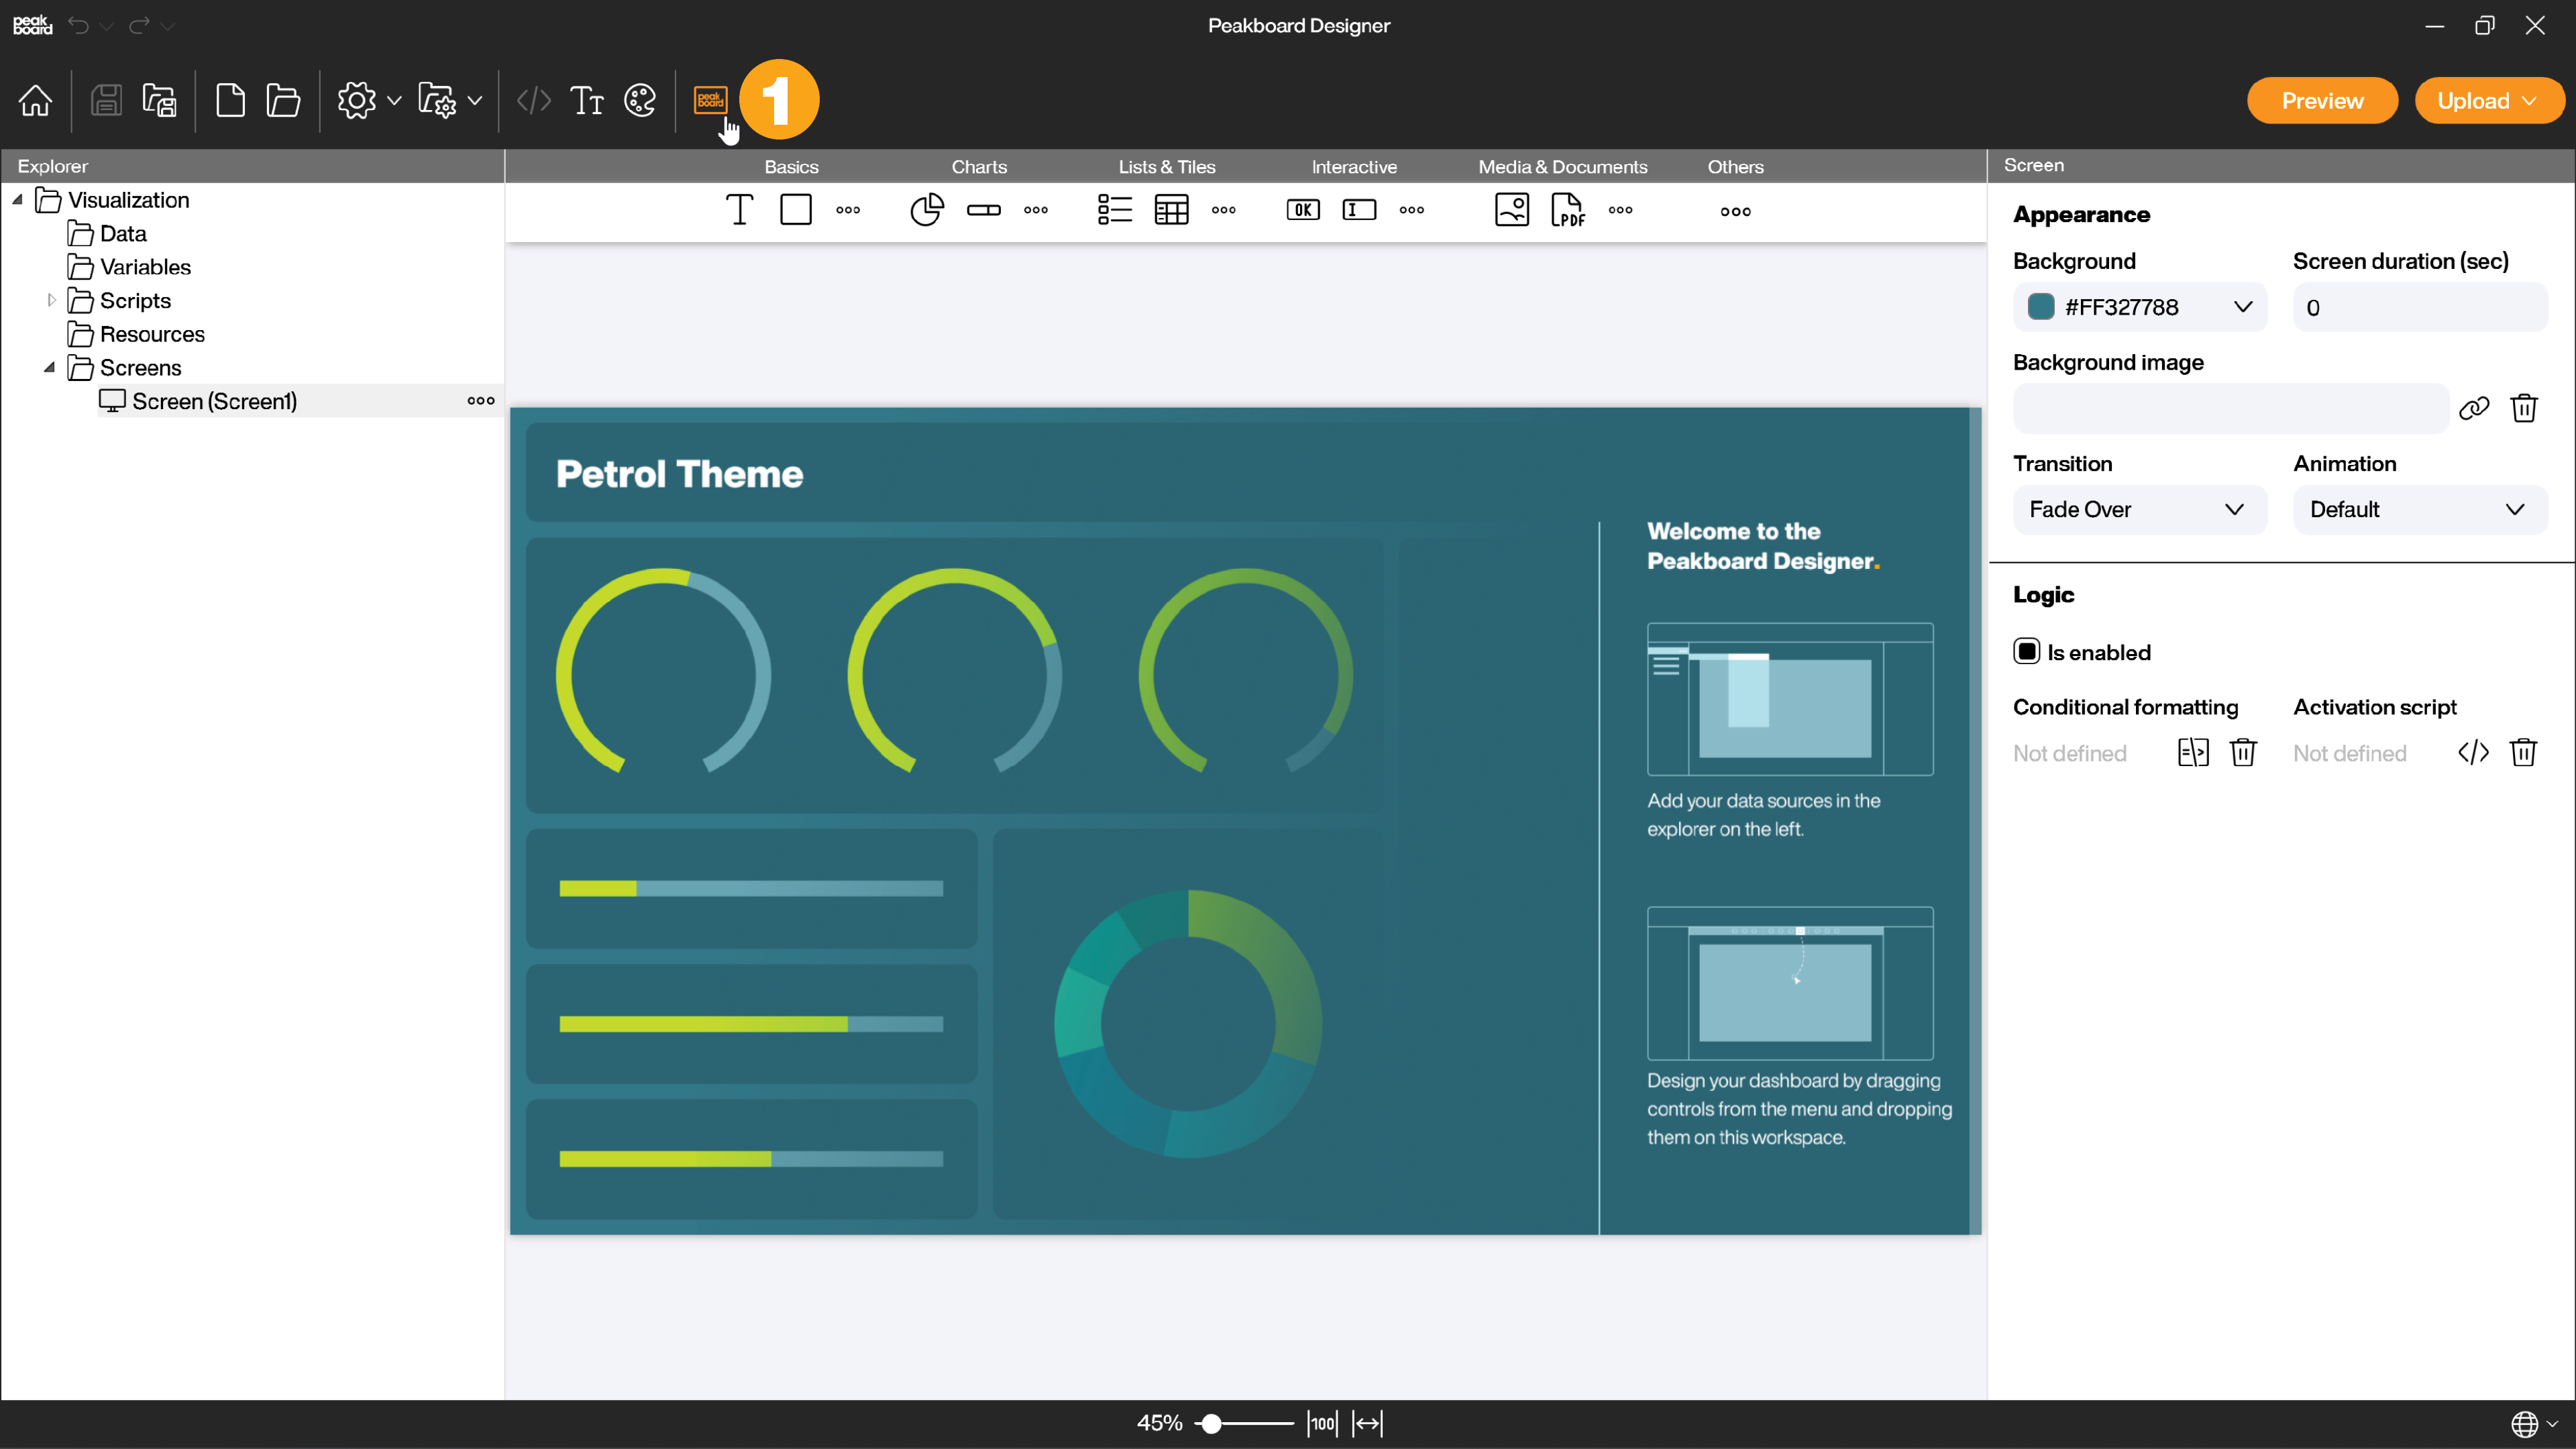 peak
board
Peakboard Designer
peak
board
1
Preview
Upload
Explorer
Basics
Charts
Lists & Tiles
Interactive
Media & Documents
Others
Screen
Visualization
Data
Variables
Scripts
Resources
Screens
Screen (Screen1)
OK
I
PDF
Appearance
Background
Screen duration (sec)
#FF327788
0
Background image
Transition
Animation
Fade Over
Default
Logic
Is enabled
Conditional formatting
Activation script
Not defined
Not defined
Petrol Theme
Welcome to the
Peakboard Designer.
Add your data sources in the
explorer on the left.
Design your dashboard by dragging
controls from the menu and dropping
them on this workspace.
45%
100